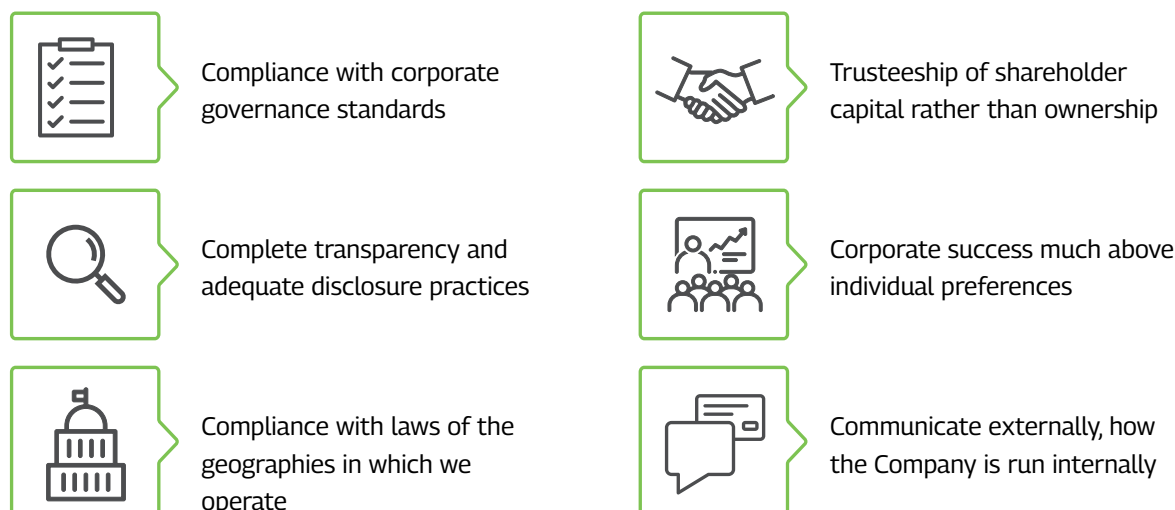 Compliance with corporate
governance standards
Trusteeship of shareholder
capital rather than ownership
Complete transparency and
adequate disclosure practices
Corporate success much above
individual preferences
Compliance with laws of the
geographies in which we
operate
Communicate externally, how
the Company is run internally